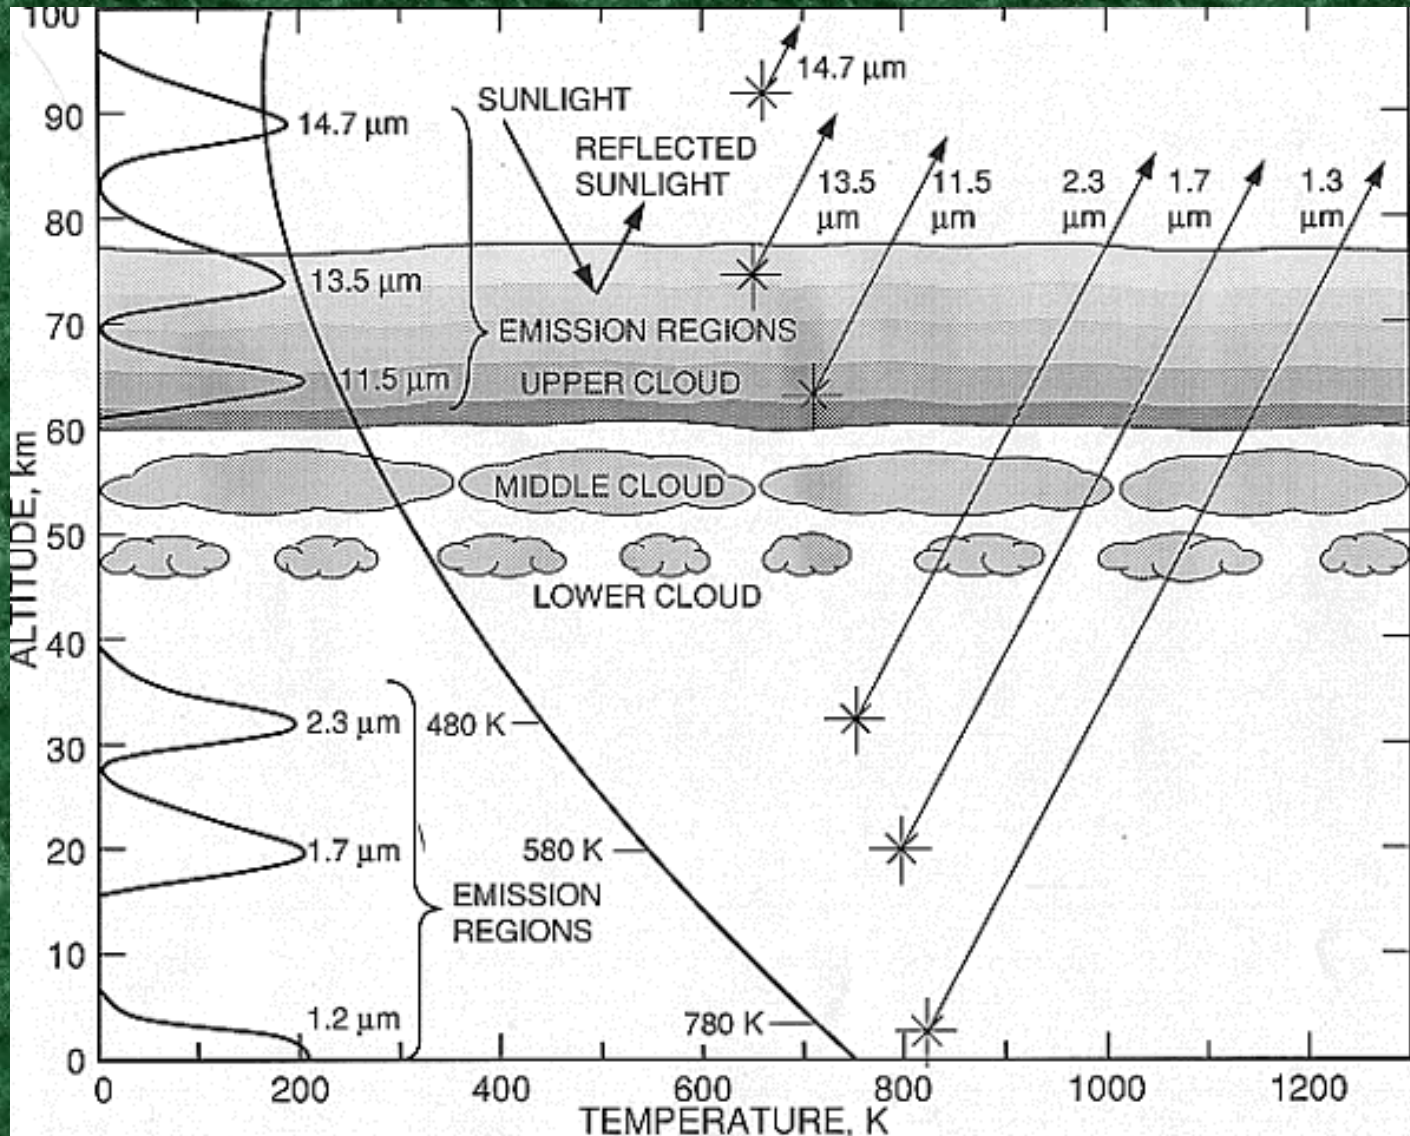 100
90
80
70
60
50
40
30
20
10
0
ALTITUDE, km
0
200
400
600
800
1000
1200
TEMPERATURE, K
14.7 µm
13.5 µm
11.5 µm
SUNLIGHT
REFLECTED
SUNLIGHT
EMISSION REGIONS
UPPER CLOUD
MIDDLE CLOUD
LOWER CLOUD
14.7 µm
13.5
µm
11.5
µm
2.3
µm
1.7
µm
1.3
µm
2.3 µm
480 K
1.7 µm
580 K
EMISSION
REGIONS
1.2 µm
780 K